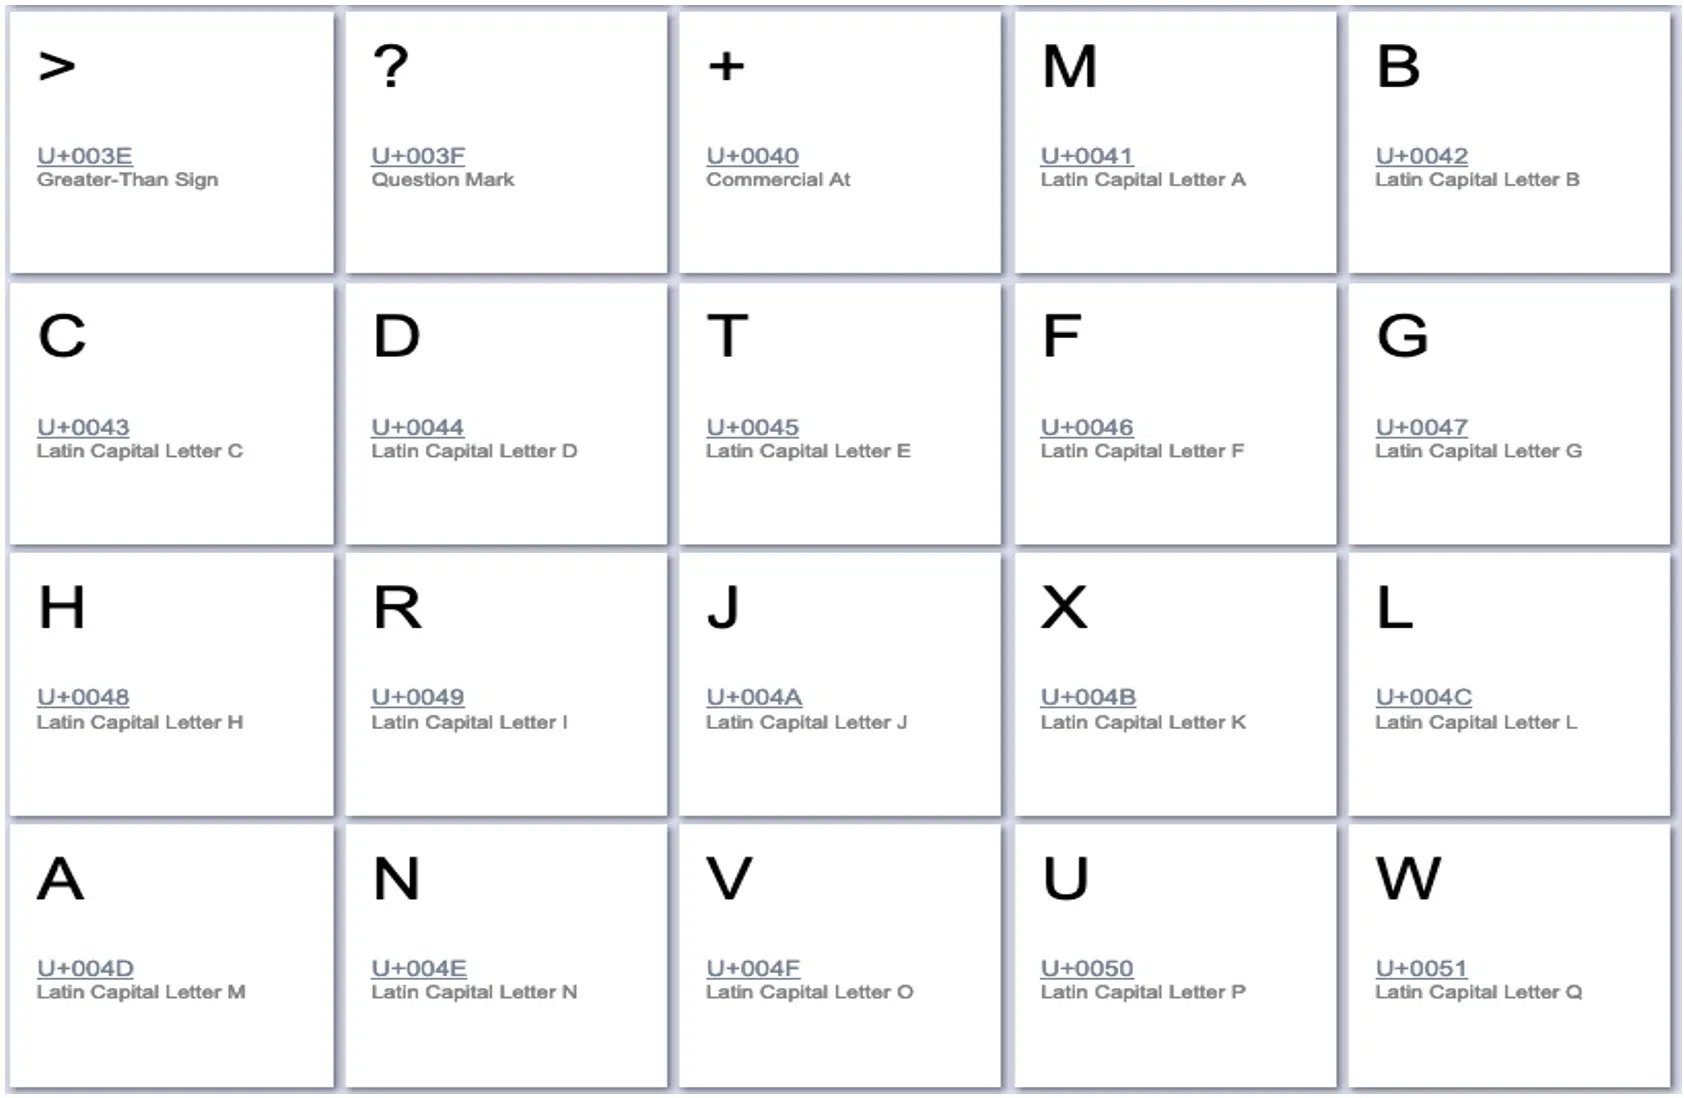 > ? + M B
U+003E U+003F U+0040 U+0041 U+0042
Greater-Than Sign Question Mark Commercial At Latin Capital Letter A Latin Capital Letter B
C D T F G
U+0043 U+0044 U+0045 U+0046 U+0047
Latin Capital Letter C Latin Capital Letter D Latin Capital Letter E Latin Capital Letter F Latin Capital Letter G
H R J X L
U+0048 U+0049 U+004A U+004B U+004C
Latin Capital Letter H Latin Capital Letter I Latin Capital Letter J Latin Capital Letter K Latin Capital Letter L
A N V U W
U+004D U+004E U+004F U+0050 U+0051
Latin Capital Letter M Latin Capital Letter N Latin Capital Letter O Latin Capital Letter P Latin Capital Letter Q